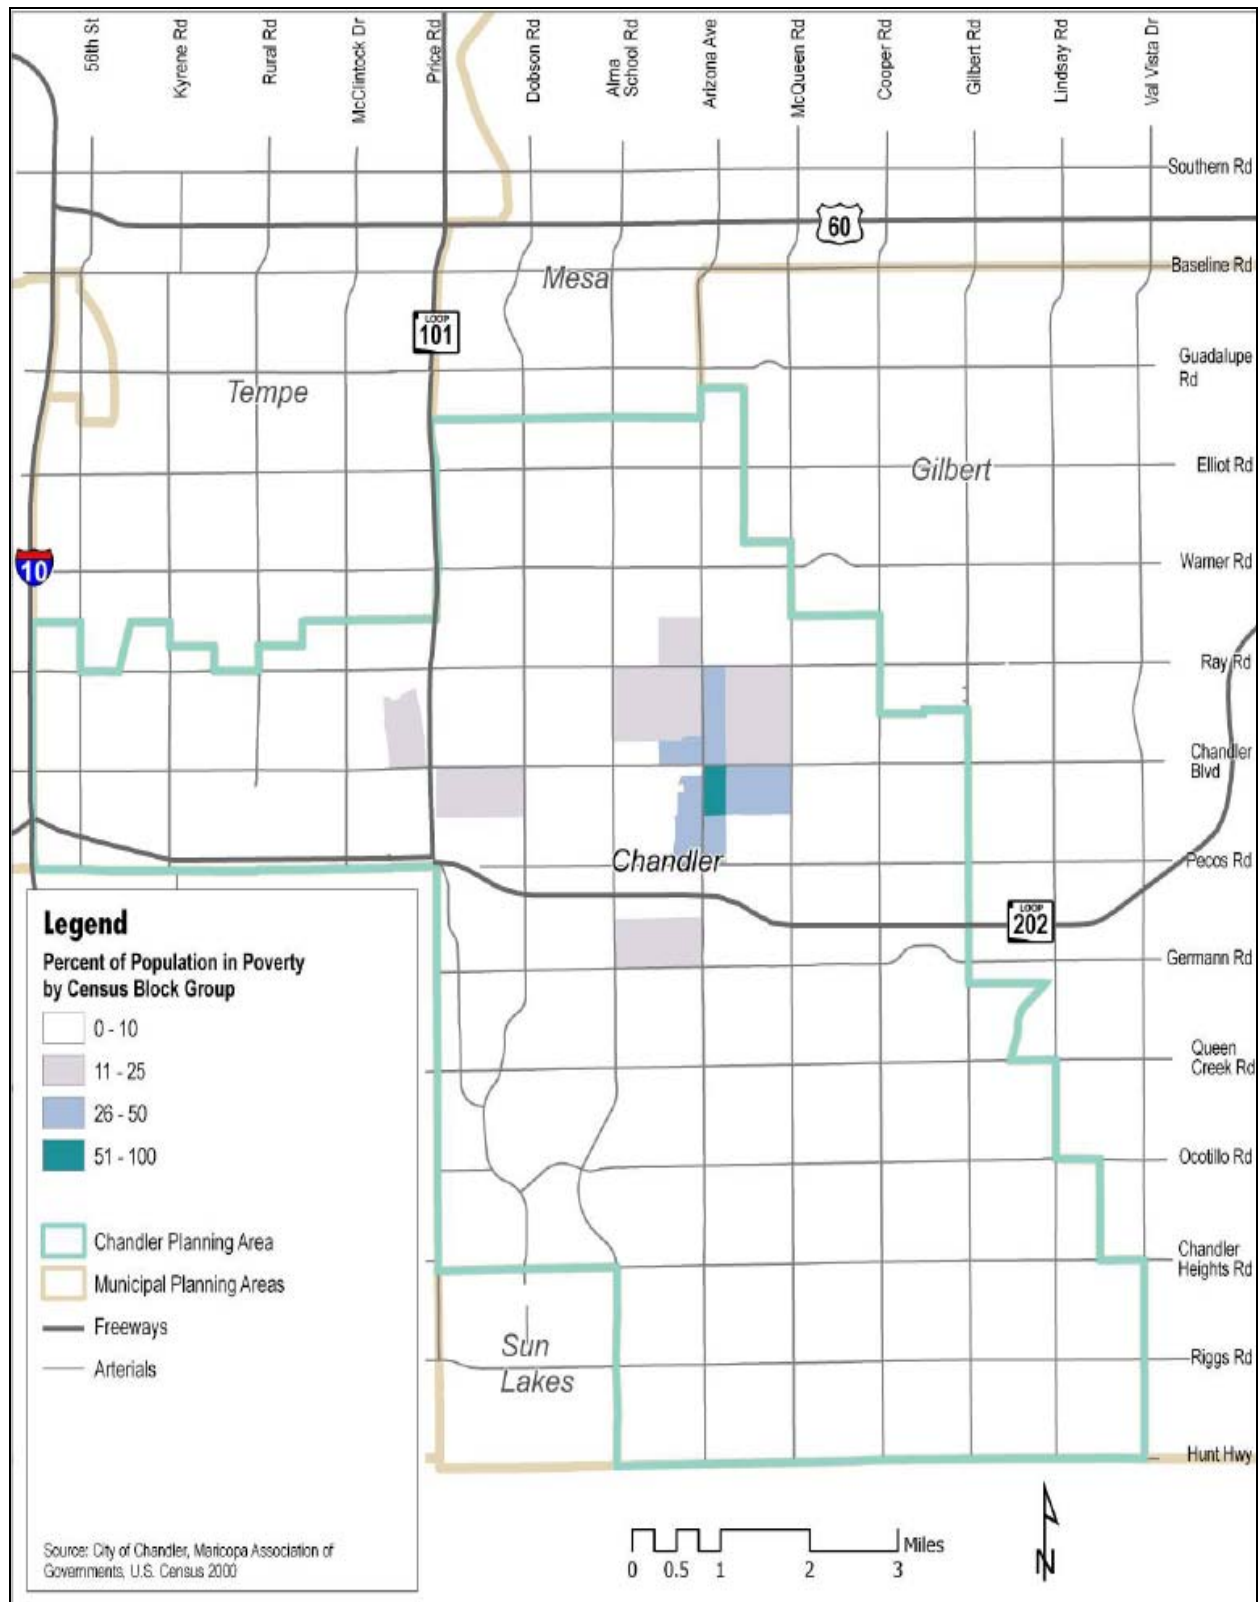 56th St
Kyrene Rd
Rural Rd
McClintock Dr
Price Rd
Dobson Rd
Alma
School Rd
Arizona Ave
McQueen Rd
Cooper Rd
Gilbert Rd
Lindsay Rd
Val Vista Dr
Southern Rd
60
Baseline Rd
Mesa
LOOP
101
Guadalupe
Rd
Tempe
Elliot Rd
Gilbert
Warner Rd
10
Ray Rd
Chandler
Blvd
Chandler
Pecos Rd
LOOP
202
Germann Rd
Queen
Creek Rd
Ocotillo Rd
Chandler
Heights Rd
Sun
Lakes
Riggs Rd
Hunt Hwy
Legend
Percent of Population in Poverty
by Census Block Group
0 - 10
11 - 25
26 - 50
51 - 100
Chandler Planning Area
Municipal Planning Areas
Freeways
Arterials
Source: City of Chandler, Maricopa Association of
Governments, U.S. Census 2000
Miles
0 0.5 1 2 3
N